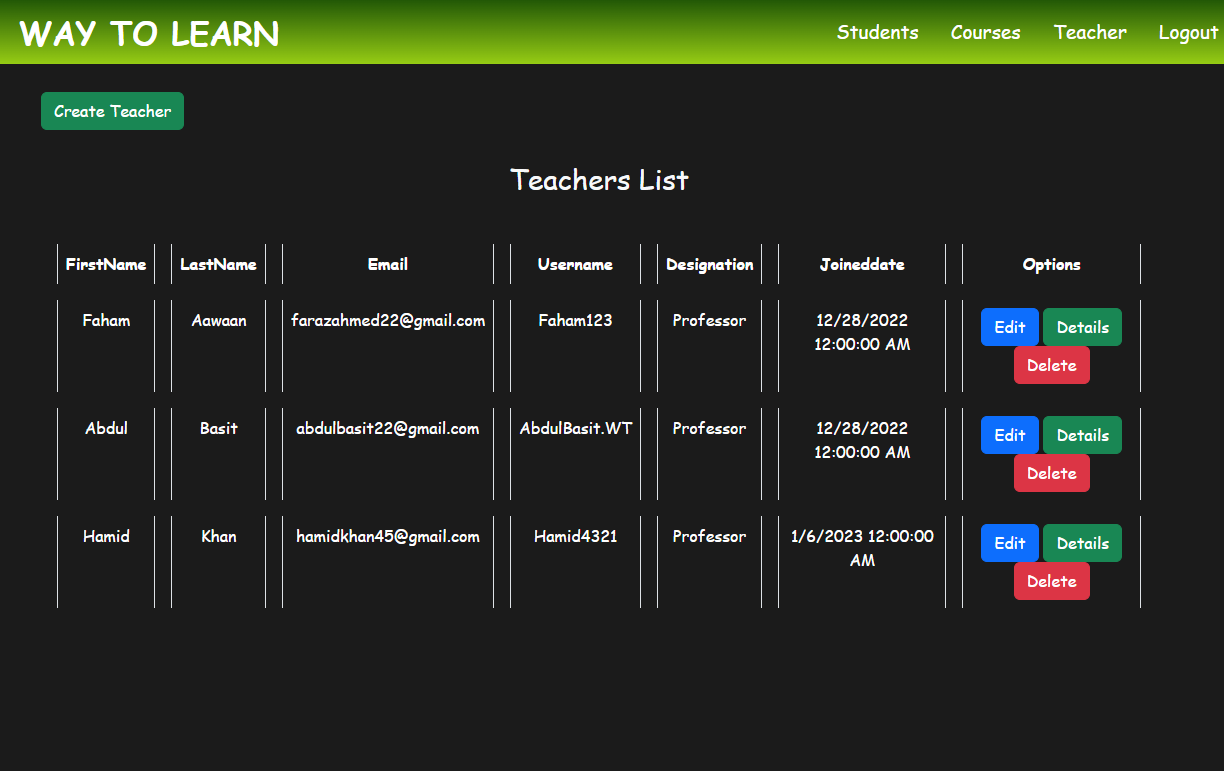 WAY TO LEARN Students Courses Teacher Logout
Create Teacher
Teachers List
FirstName LastName Email Username Designation Joineddate Options
Faham Aawaan farazahmed22@gmail.com Faham123 Professor 12/28/2022 Edit Details
12:00:00 AM
Delete
Abdul Basit abdulbasit22@gmail.com AbdulBasit.WT Professor 12/28/2022 Edit Details
12:00:00 AM
Delete
Hamid Khan hamidkhan45@gmail.com Hamid4321 Professor 1/6/2023 12:00:00 Edit Details
AM
Delete